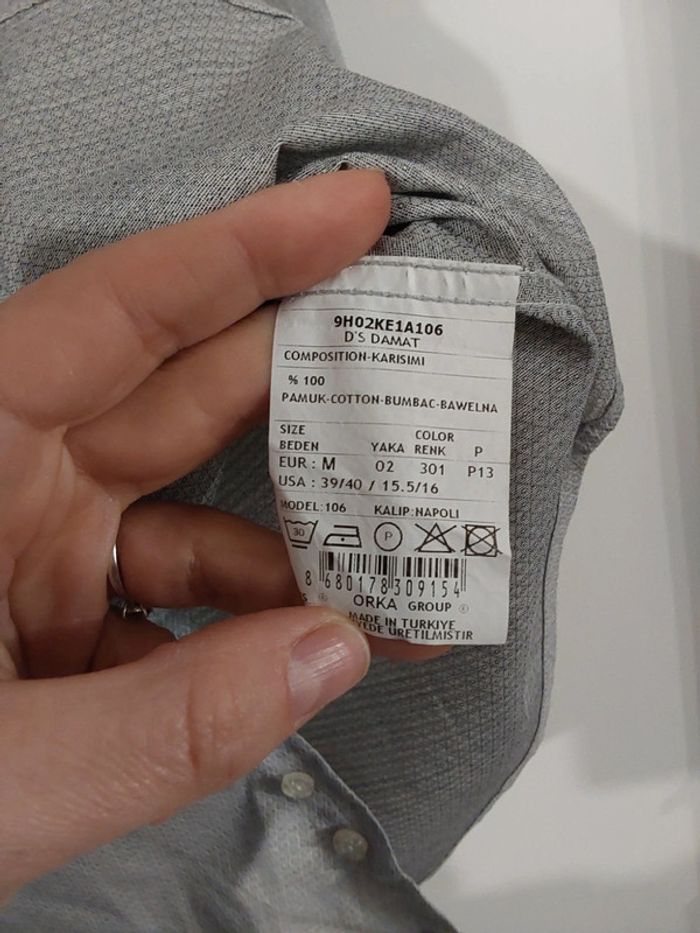 9H02KE1A106
D'S DAMAT
COMPOSITION-KARISIMI
% 100
PAMUK-COTTON-BUMBAC-BAWELNA
SIZE COLOR
BEDEN YAKA RENK P
EUR : M 02 301 P13
USA : 39/40 / 15.5/16
MODEL:106 KALIP:NAPOLI
30 P
8 680178 309154
ORKA GROUP
MADE IN TURKIYE
URETILMISTIR